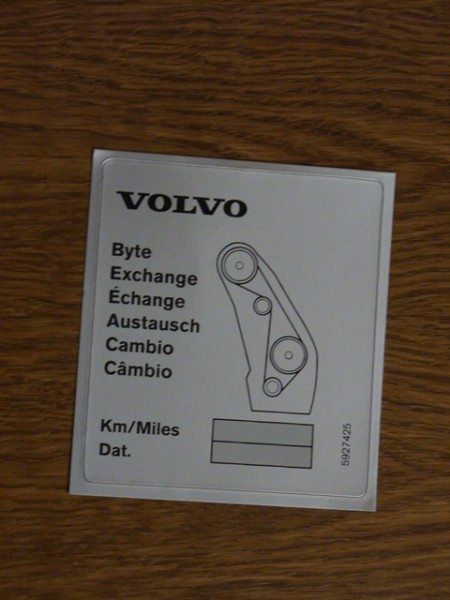 VOLVO
Byte
Exchange
Échange
Austausch
Cambio
Câmbio
Km/Miles
Dat.
5927425